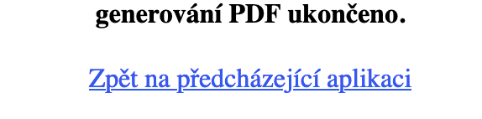 generování PDF ukončeno.
Zpět na předcházející aplikaci